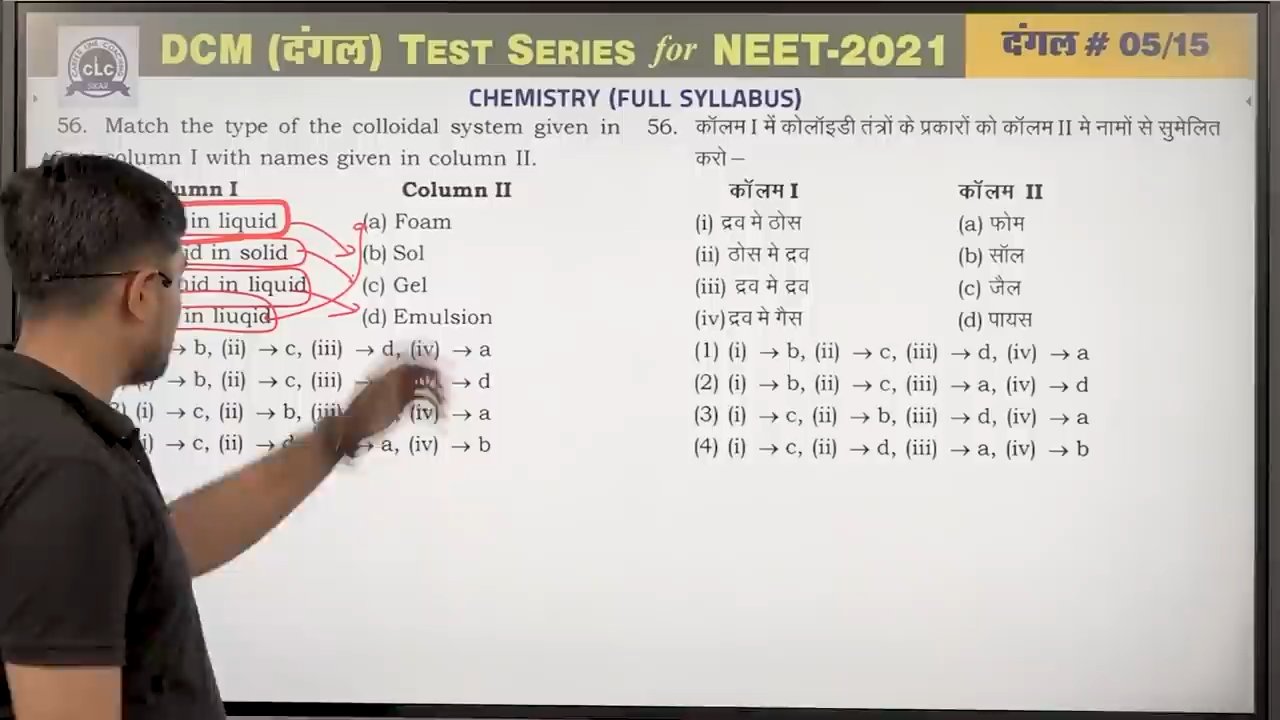 cLc
SIKAR
DCM (दंगल) TEST SERIES for NEET-2021
दंगल # 05/15
CHEMISTRY (FULL SYLLABUS)
56. Match the type of the colloidal system given in
column I with names given in column II.
Column II
in liquid
(a) Foam
in solid
(b) Sol
in liquid
(c) Gel
in liuqid
(d) Emulsion
→ b, (ii) → c, (iii) → d, (iv) → a
→ b, (ii) → c, (iii) → d
(i) → c, (ii) → b, (iii) (iv) → a
→ c, (ii) → → a, (iv) → b
56. कॉलम I में कोलॉइडी तंत्रों के प्रकारों को कॉलम II मे नामों से सुमेलित
करो –
कॉलम I कॉलम II
(i) द्रव मे ठोस (a) फोम
(ii) ठोस मे द्रव (b) सॉल
(iii) द्रव मे द्रव (c) जैल
(iv) द्रव मे गैस (d) पायस
(1) (i) → b, (ii) → c, (iii) → d, (iv) → a
(2) (i) → b, (ii) → c, (iii) → a, (iv) → d
(3) (i) → c, (ii) → b, (iii) → d, (iv) → a
(4) (i) → c, (ii) → d, (iii) → a, (iv) → b